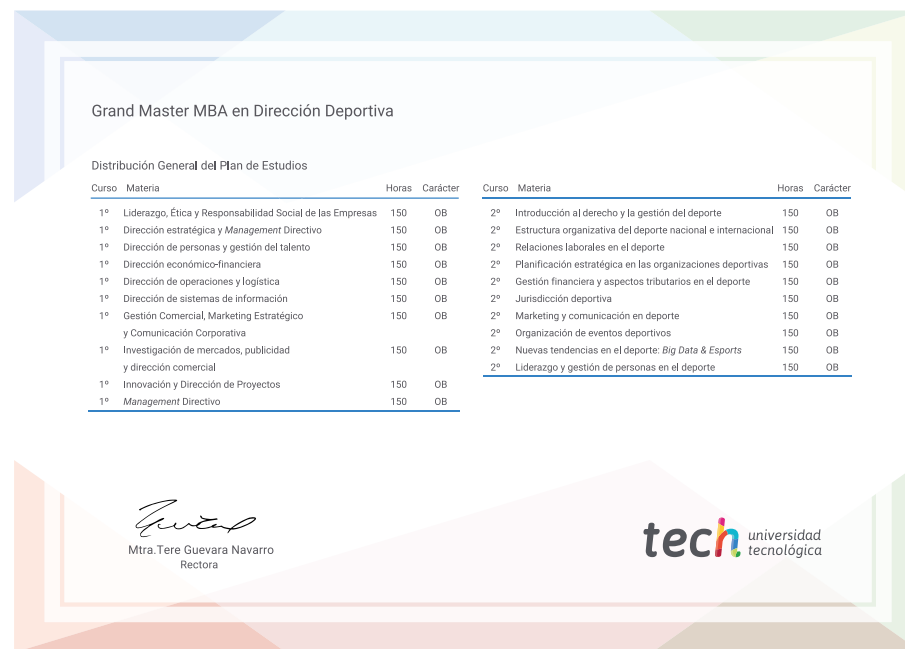 Grand Master MBA en Dirección Deportiva
Distribución General del Plan de Estudios
Curso Materia Horas Carácter
1º Liderazgo, Ética y Responsabilidad Social de las Empresas 150 OB
1º Dirección estratégica y Management Directivo 150 OB
1º Dirección de personas y gestión del talento 150 OB
1º Dirección económico-financiera 150 OB
1º Dirección de operaciones y logística 150 OB
1º Dirección de sistemas de información 150 OB
1º Gestión Comercial, Marketing Estratégico 150 OB
y Comunicación Corporativa
1º Investigación de mercados, publicidad 150 OB
y dirección comercial
1º Innovación y Dirección de Proyectos 150 OB
1º Management Directivo 150 OB
Curso Materia Horas Carácter
2º Introducción al derecho y la gestión del deporte 150 OB
2º Estructura organizativa del deporte nacional e internacional 150 OB
2º Relaciones laborales en el deporte 150 OB
2º Planificación estratégica en las organizaciones deportivas 150 OB
2º Gestión financiera y aspectos tributarios en el deporte 150 OB
2º Jurisdicción deportiva 150 OB
2º Marketing y comunicación en deporte 150 OB
2º Organización de eventos deportivos 150 OB
2º Nuevas tendencias en el deporte: Big Data & Esports 150 OB
2º Liderazgo y gestión de personas en el deporte 150 OB
Mtra.Tere Guevara Navarro
Rectora
tech universidad
tecnológica